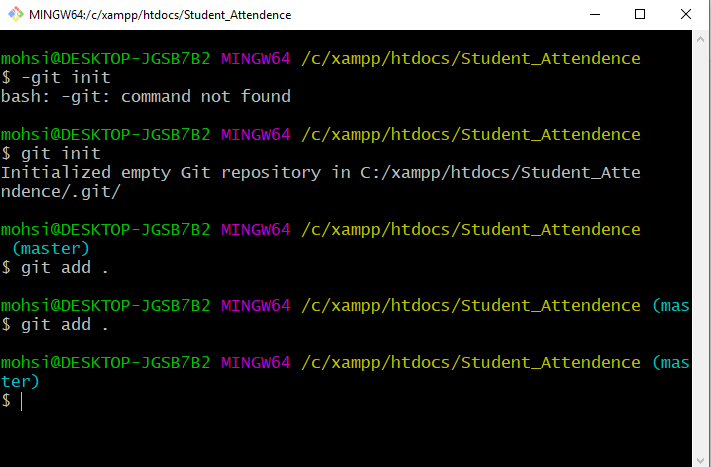 MINGW64:/c/xampp/htdocs/Student_Attendence
mohsi@DESKTOP-JGSB7B2 MINGW64 /c/xampp/htdocs/Student_Attendence
$ -git init
bash: -git: command not found
mohsi@DESKTOP-JGSB7B2 MINGW64 /c/xampp/htdocs/Student_Attendence
$ git init
Initialized empty Git repository in C:/xampp/htdocs/Student_Atte
ndence/.git/
mohsi@DESKTOP-JGSB7B2 MINGW64 /c/xampp/htdocs/Student_Attendence
(master)
$ git add .
mohsi@DESKTOP-JGSB7B2 MINGW64 /c/xampp/htdocs/Student_Attendence (mas
$ git add .
mohsi@DESKTOP-JGSB7B2 MINGW64 /c/xampp/htdocs/Student_Attendence (mas
ter)
$